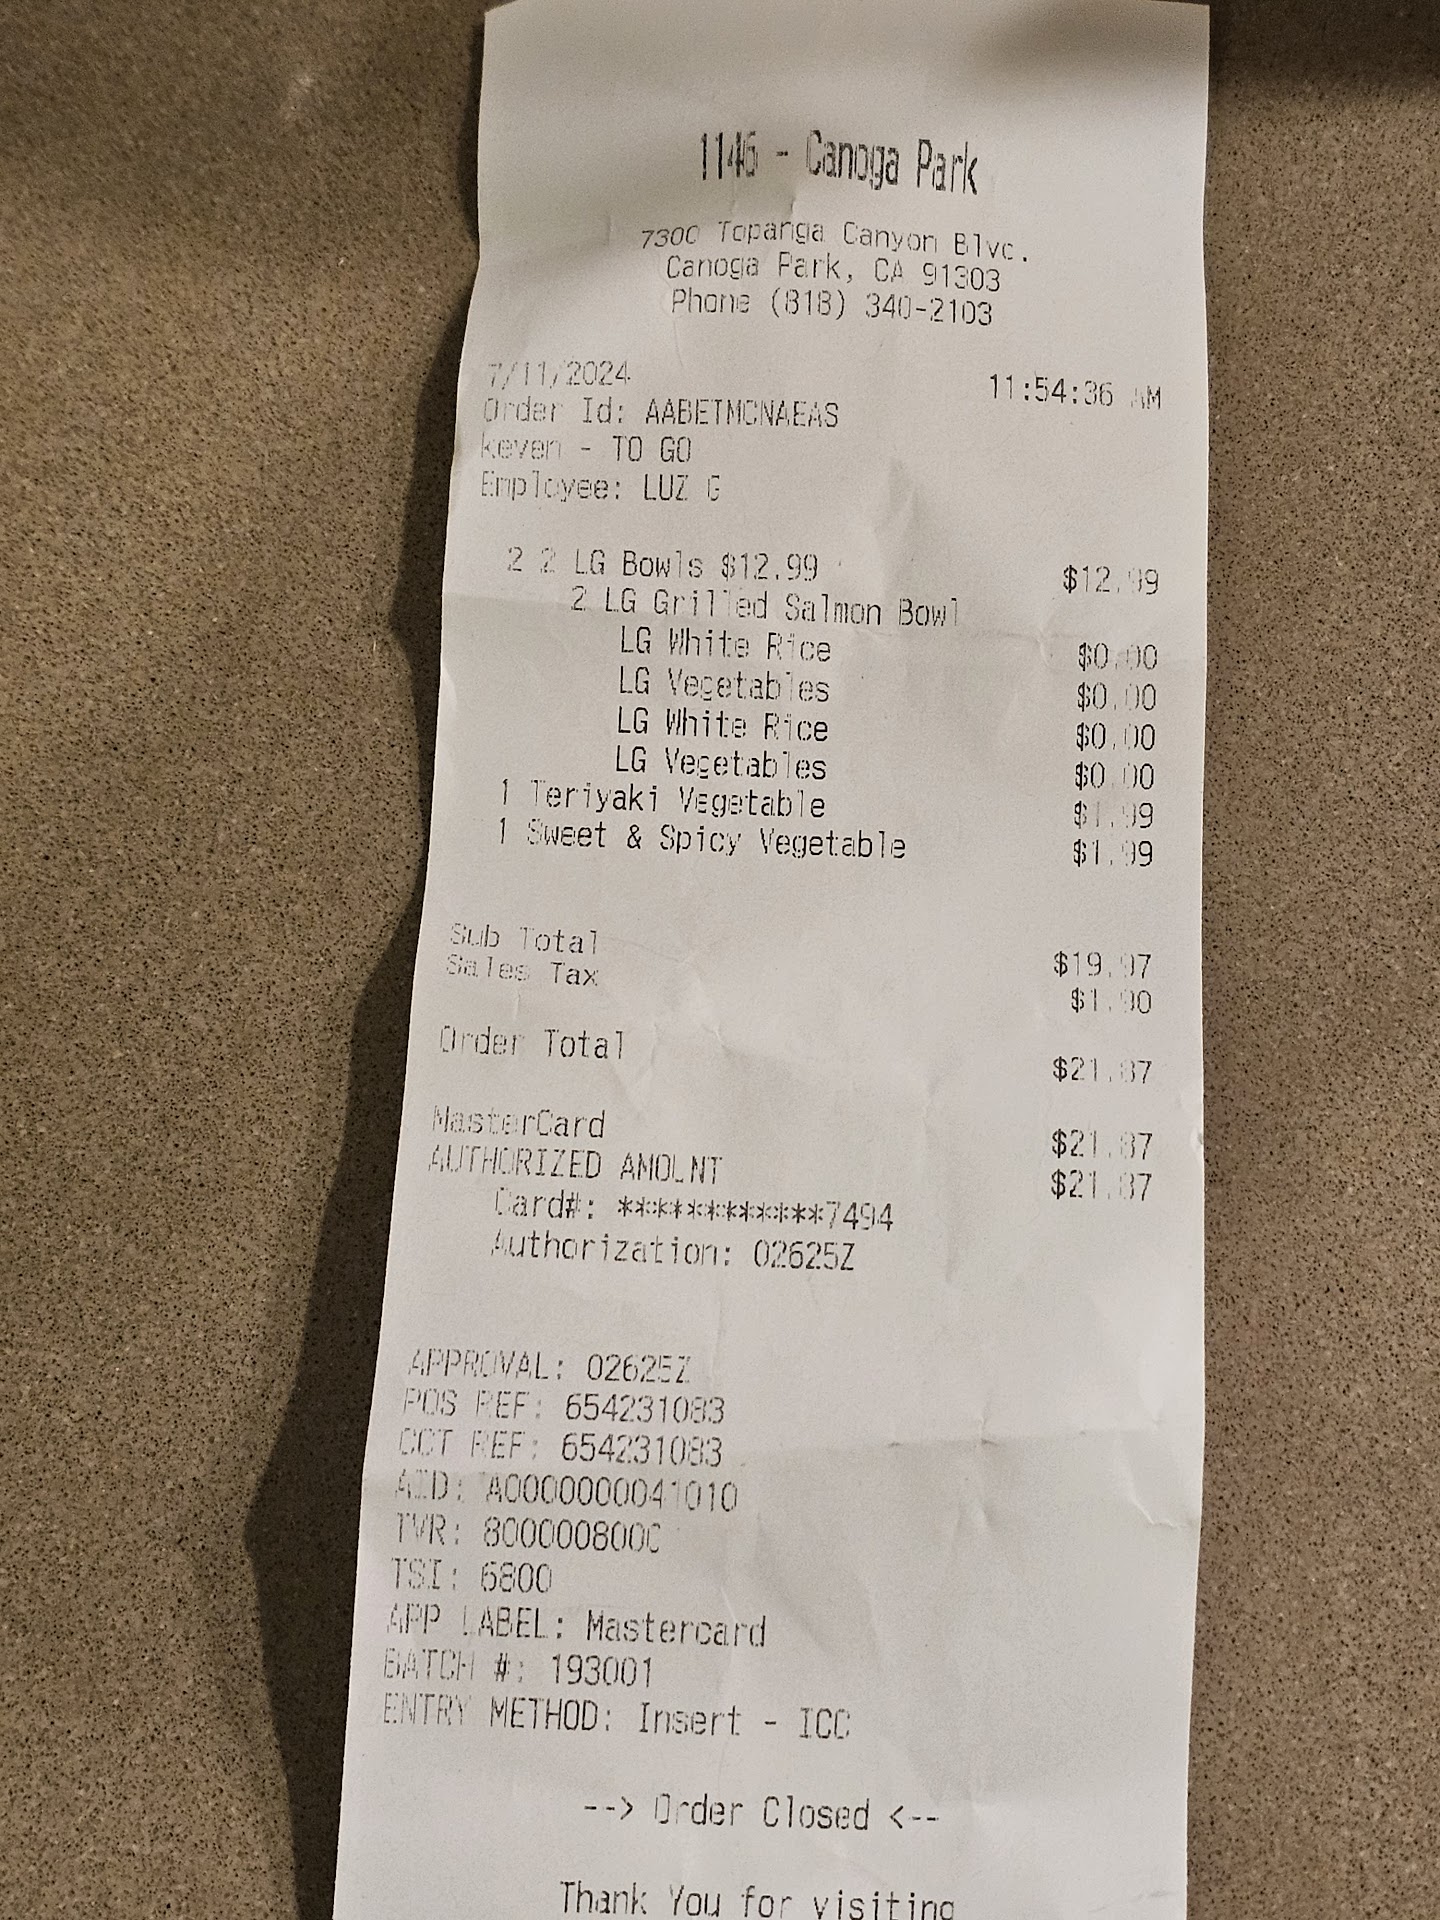 1146 - Canoga Park
7300 Topanga Canyon Blvd.
Canoga Park, CA 91303
Phone (818) 340-2103
7/11/2024 11:54:36 AM
Order Id: AABETMCNAEAS
keven - TO GO
Employee: LUZ G
2 2 LG Bowls $12.99 $12.99
2 LG Grilled Salmon Bowl
LG White Rice $0.00
LG Vegetables $0.00
LG White Rice $0.00
LG Vegetables $0.00
1 Teriyaki Vegetable $1.99
1 Sweet & Spicy Vegetable $1.99
Sub Total $19.97
Sales Tax $1.90
Order Total $21.87
MasterCard $21.87
AUTHORIZED AMOUNT $21.87
Card#: ************7494
Authorization: 02625Z
APPROVAL: 02625Z
POS REF: 654231083
CCT REF: 654231083
AID: A0000000041010
TVR: 8000008000
TSI: 6800
APP LABEL: Mastercard
BATCH #: 193001
ENTRY METHOD: Insert - ICC
--> Order Closed <--
Thank You for visiting